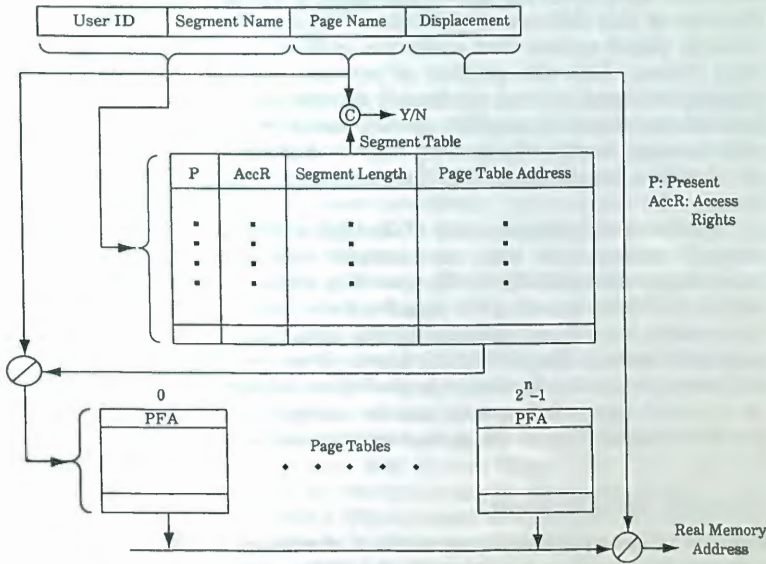 User ID Segment Name Page Name Displacement
C Y/N
Segment Table
P AccR Segment Length Page Table Address
P: Present
AccR: Access
Rights
0 2^n-1
PFA PFA
Page Tables
Real Memory
Address